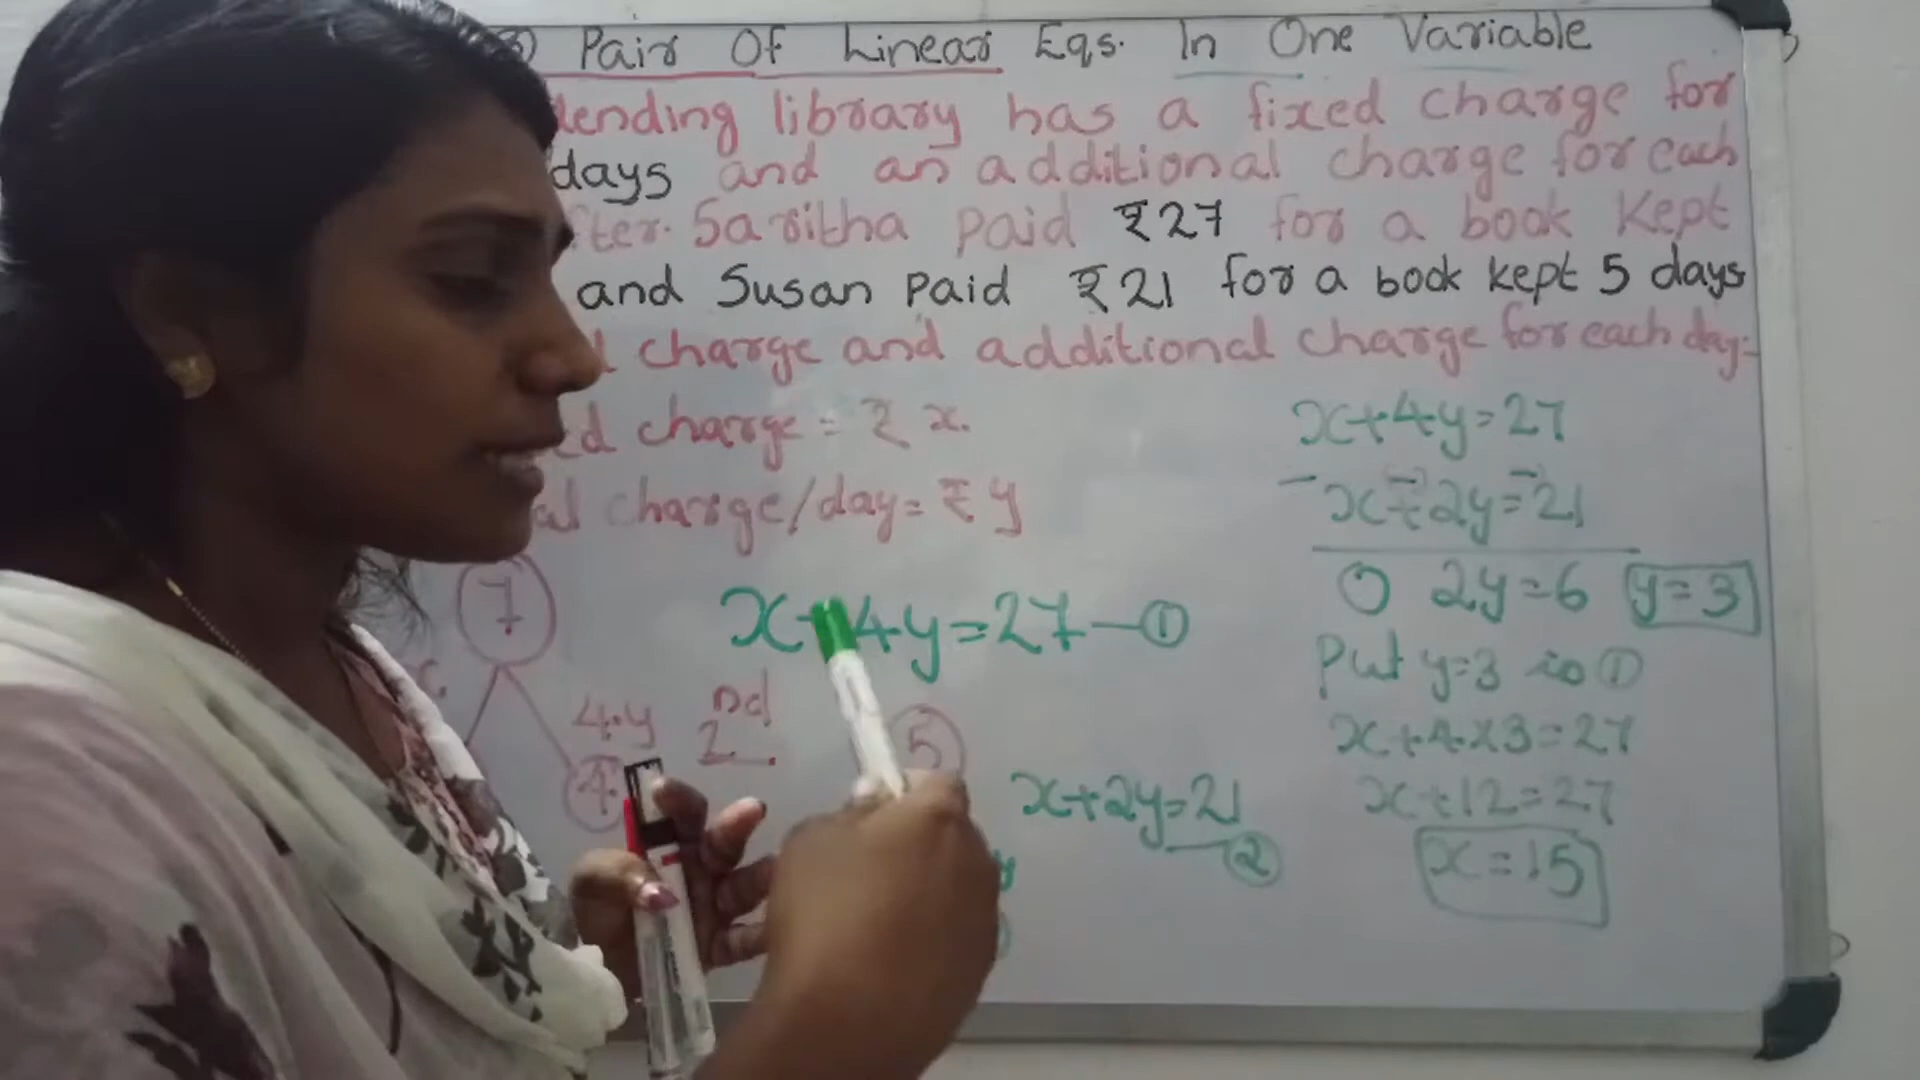 Pair Of Linear Eqs. In One Variable
lending library has a fixed charge for
days and an additional charge for each
Saritha paid ₹27 for a book kept
and Susan paid ₹21 for a book kept 5 days
charge and additional charge for each day:-
charge = ₹ x.
charge/day = ₹ y
7
x+4y=27 — ①
4.y
4
2nd
5
x+2y=21
②
x+4y=27
- x+2y=21
0 2y=6 y=3
Put y=3 in ①
x+4x3=27
x+12=27
x=15